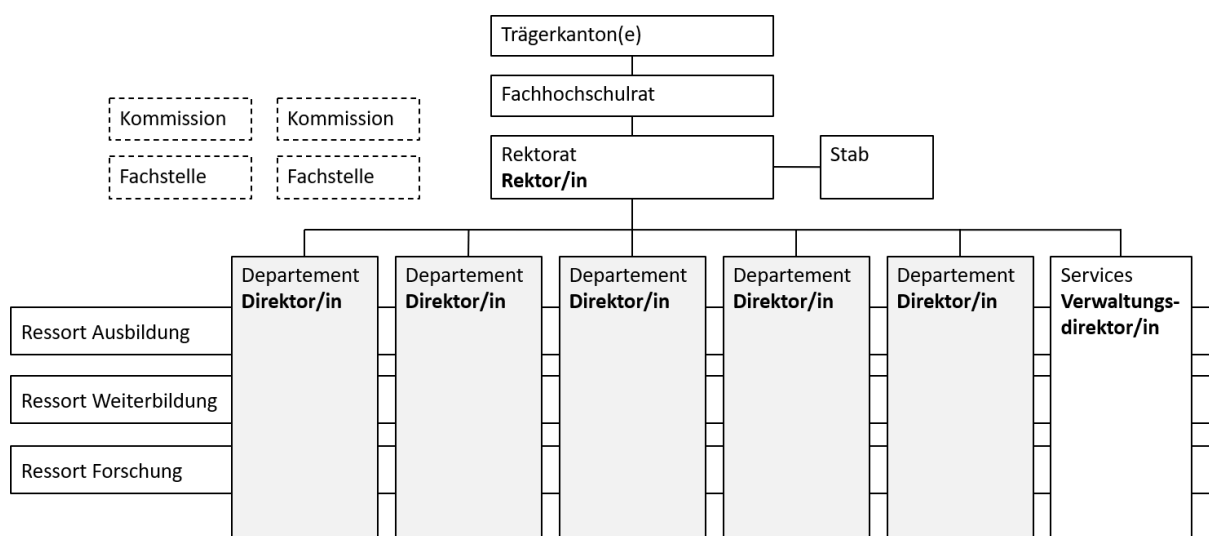 Trägerkanton(e)
Fachhochschulrat
Kommission
Kommission
Fachstelle
Fachstelle
Rektorat
Rektor/in
Stab
Departement
Direktor/in
Departement
Direktor/in
Departement
Direktor/in
Departement
Direktor/in
Departement
Direktor/in
Services
Verwaltungs-
direktor/in
Ressort Ausbildung
Ressort Weiterbildung
Ressort Forschung